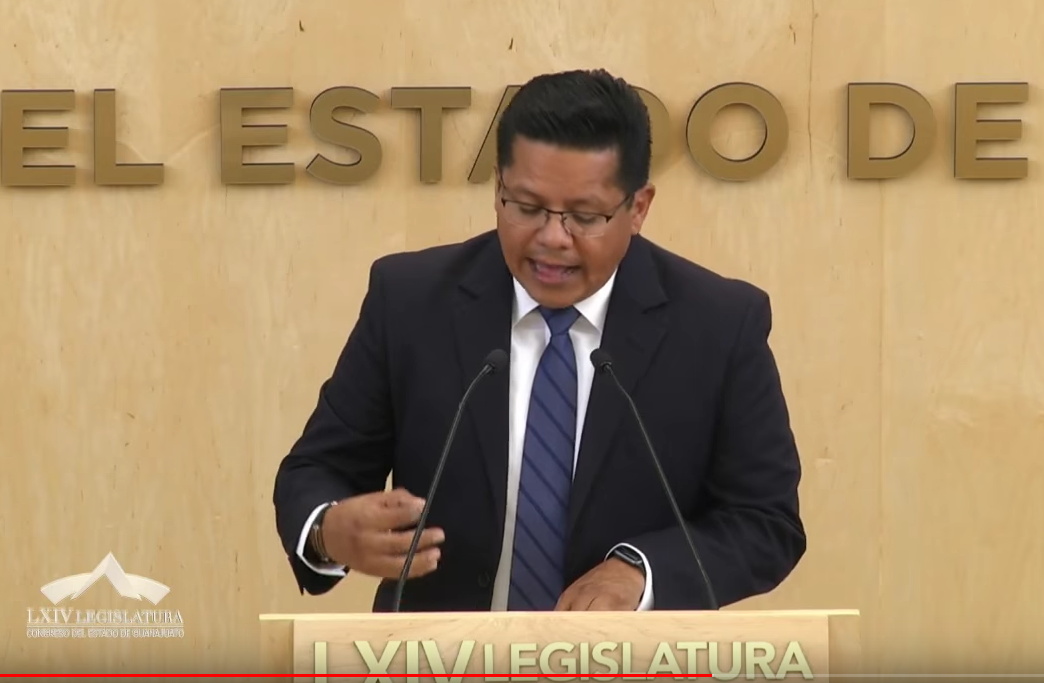 EL ESTADO DE
LXIV LEGISLATURA
CONGRESO DEL ESTADO DE GUANAJUATO
LXIV LEGISLATURA